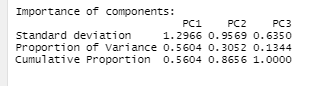 Importance of components:
PC1 PC2 PC3
Standard deviation 1.2966 0.9569 0.6350
Proportion of Variance 0.5604 0.3052 0.1344
Cumulative Proportion 0.5604 0.8656 1.0000